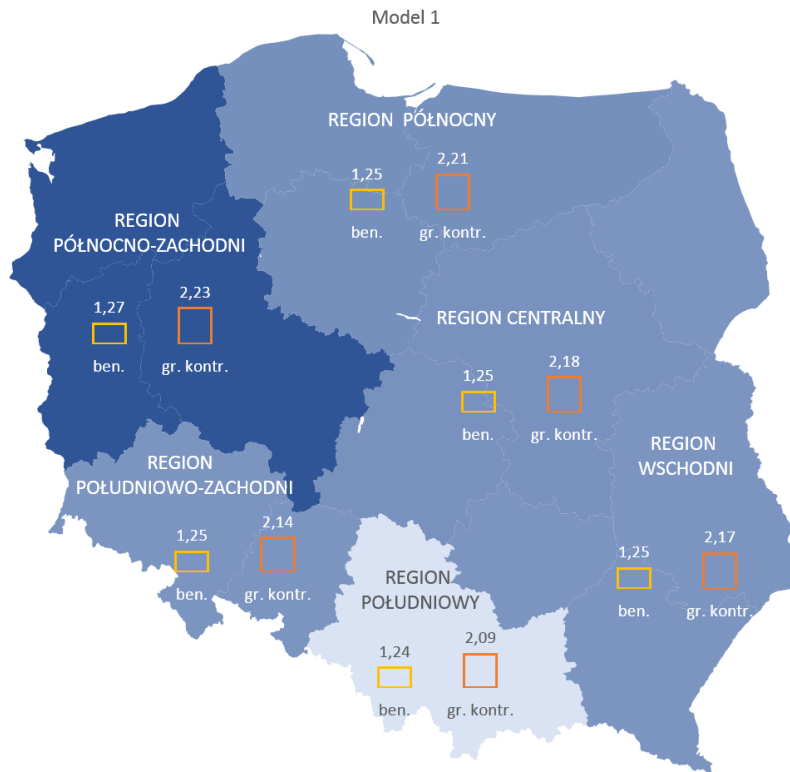 Model 1
REGION PÓŁNOCNY
1,25
2,21
ben.
gr. kontr.
REGION
PÓŁNOCNO-ZACHODNI
1,27
2,23
ben.
gr. kontr.
REGION CENTRALNY
1,25
2,18
ben.
gr. kontr.
REGION
WSCHODNI
1,25
2,17
ben.
gr. kontr.
REGION
POŁUDNIOWO-ZACHODNI
1,25
2,14
ben.
gr. kontr.
REGION
POŁUDNIOWY
1,24
2,09
ben.
gr. kontr.